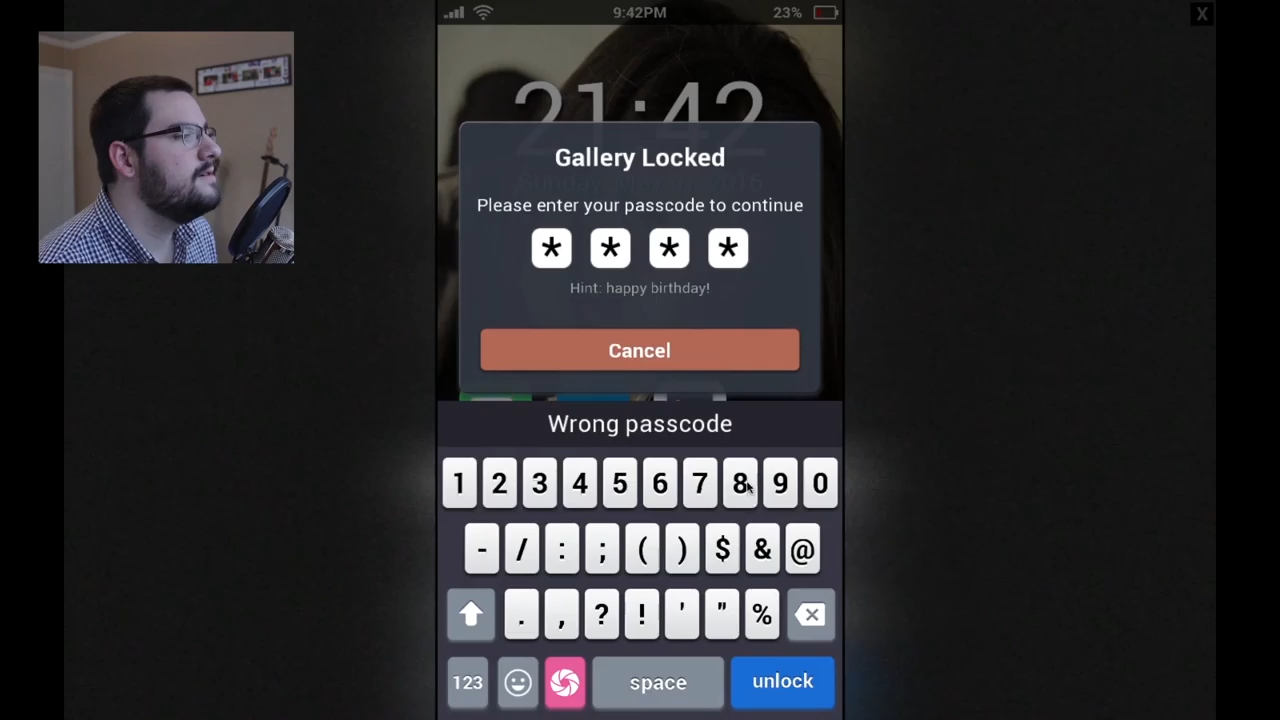 9:42PM
23%
X
21:42
Gallery Locked
Please enter your passcode to continue
* * * *
Hint: happy birthday!
Cancel
Wrong passcode
1 2 3 4 5 6 7 8 9 0
- / : ; ( ) $ & @
. , ? ! ' " %
123 space unlock